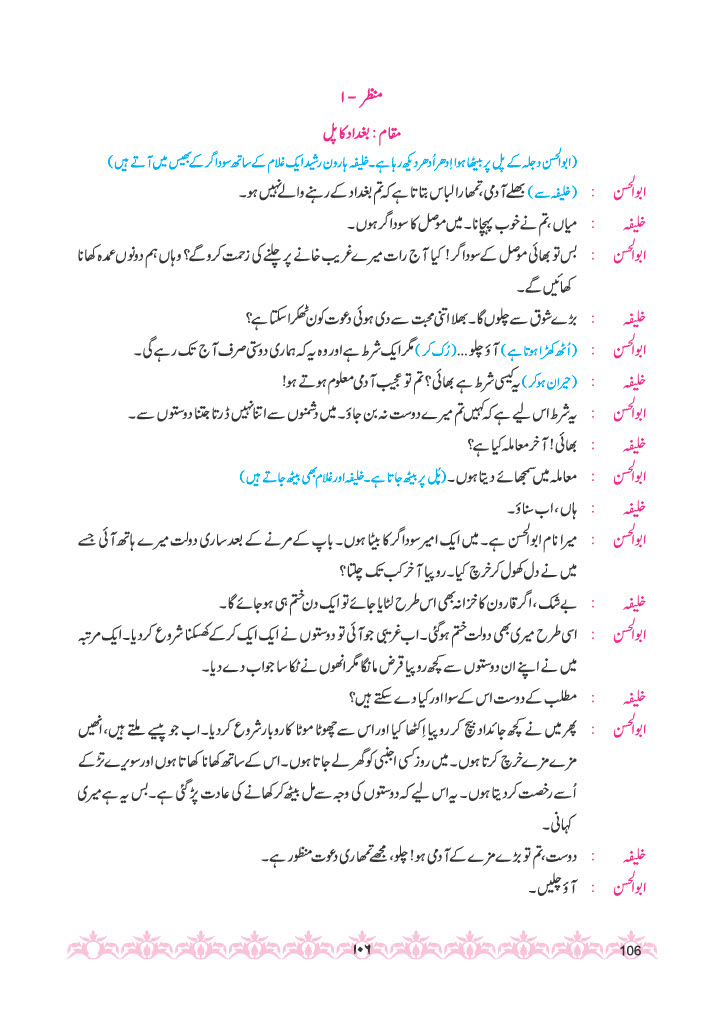 منظر – ۱
مقام : بغداد کا پل
(ابوالحسن دجلہ کے پل پر بیٹھا ہوا اِدھر اُدھر دیکھ رہا ہے۔ خلیفہ ہارون رشید ایک غلام کے ساتھ سوداگر کے بھیس میں آتے ہیں)
ابوالحسن : (خلیفہ سے) بھلے آدمی، تمھارا لباس بتاتا ہے کہ تم بغداد کے رہنے والے نہیں ہو۔
خلیفہ : میاں، تم نے خوب پہچانا۔ میں موصل کا سوداگر ہوں۔
ابوالحسن : بس تو بھائی موصل کے سوداگر! کیا آج رات میرے غریب خانے پر چلنے کی زحمت کرو گے؟ وہاں ہم دونوں عمدہ کھانا
کھائیں گے۔
خلیفہ : بڑے شوق سے چلوں گا۔ بھلا اتنی محبت سے دی ہوئی دعوت کون ٹھکرا سکتا ہے؟
ابوالحسن : (اُٹھ کھڑا ہوتا ہے) آؤ چلو ... (رُک کر) مگر ایک شرط ہے اور وہ یہ کہ ہماری دوستی صرف آج تک رہے گی۔
خلیفہ : (حیران ہو کر) یہ کیسی شرط ہے بھائی؟ تم تو عجیب آدمی معلوم ہوتے ہو!
ابوالحسن : یہ شرط اس لیے ہے کہ کہیں تم میرے دوست نہ بن جاؤ۔ میں دشمنوں سے اتنا نہیں ڈرتا جتنا دوستوں سے۔
خلیفہ : بھائی! آخر معاملہ کیا ہے؟
ابوالحسن : معاملہ میں سمجھائے دیتا ہوں۔ (پُل پر بیٹھ جاتا ہے۔ خلیفہ اور غلام بھی بیٹھ جاتے ہیں)
خلیفہ : ہاں، اب سناؤ۔
ابوالحسن : میرا نام ابوالحسن ہے۔ میں ایک امیر سوداگر کا بیٹا ہوں۔ باپ کے مرنے کے بعد ساری دولت میرے ہاتھ آئی جسے
میں نے دل کھول کر خرچ کیا۔ روپیا آخر کب تک چلتا؟
خلیفہ : بے شک، اگر قارون کا خزانہ بھی اس طرح لٹایا جائے تو ایک دن ختم ہی ہو جائے گا۔
ابوالحسن : اسی طرح میری بھی دولت ختم ہو گئی۔ اب غریبی جو آئی تو دوستوں نے ایک ایک کر کے کھسکنا شروع کر دیا۔ ایک مرتبہ
میں نے اپنے ان دوستوں سے کچھ روپیا قرض مانگا مگر انھوں نے ٹکا سا جواب دے دیا۔
خلیفہ : مطلب کے دوست اس کے سوا اور کیا دے سکتے ہیں؟
ابوالحسن : پھر میں نے کچھ جائداد بیچ کر روپیا اِکٹھا کیا اور اس سے چھوٹا موٹا کاروبار شروع کر دیا۔ اب جو پیسے ملتے ہیں، انھیں
مزے مزے خرچ کرتا ہوں۔ میں روز کسی اجنبی کو گھر لے جاتا ہوں۔ اس کے ساتھ کھانا کھاتا ہوں اور سویرے تڑکے
اُسے رخصت کر دیتا ہوں۔ یہ اس لیے کہ دوستوں کی وجہ سے مل بیٹھ کر کھانے کی عادت پڑ گئی ہے۔ بس یہ ہے میری
کہانی۔
خلیفہ : دوست، تم تو بڑے مزے کے آدمی ہو! چلو، مجھے تمھاری دعوت منظور ہے۔
ابوالحسن : آؤ چلیں۔
۱۰۶
106